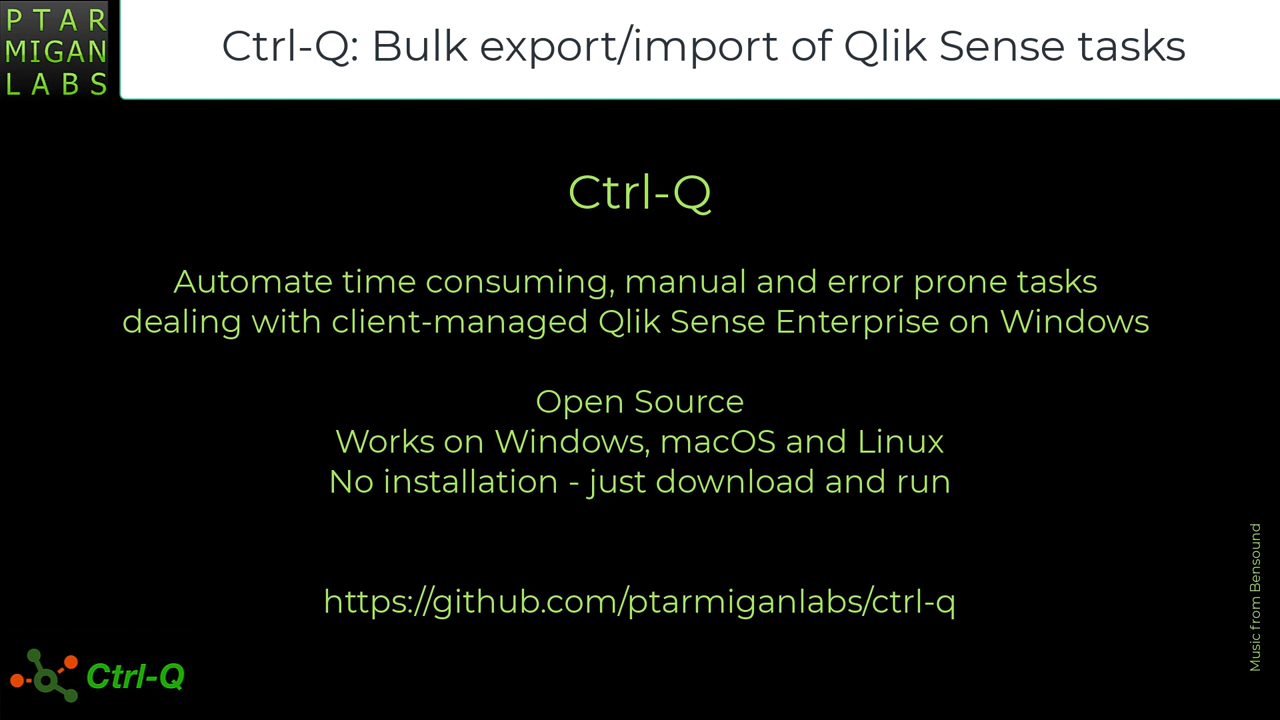 PTAR
MIGAN
LABS
Ctrl-Q: Bulk export/import of Qlik Sense tasks
Ctrl-Q
Automate time consuming, manual and error prone tasks
dealing with client-managed Qlik Sense Enterprise on Windows
Open Source
Works on Windows, macOS and Linux
No installation - just download and run
https://github.com/ptarmiganlabs/ctrl-q
Music from Bensound
Ctrl-Q